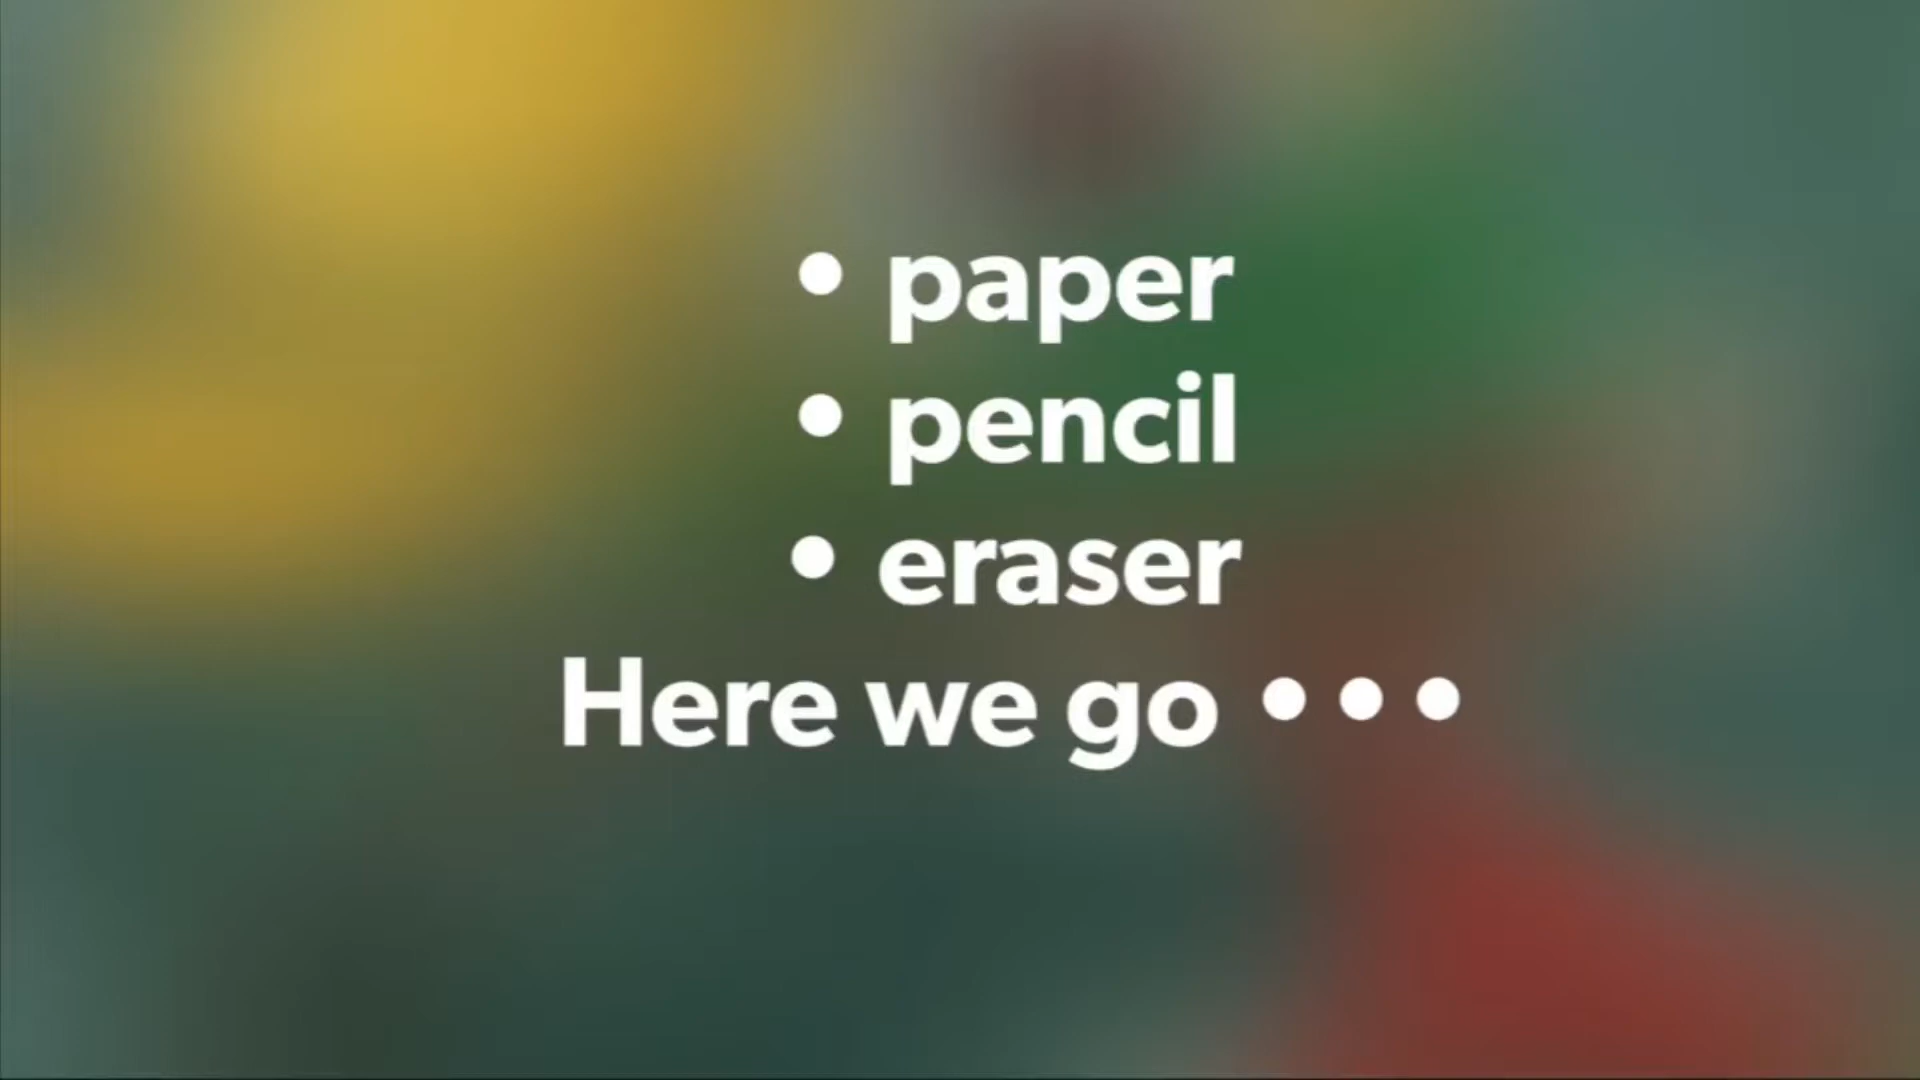 • paper
• pencil
• eraser
Here we go • • •